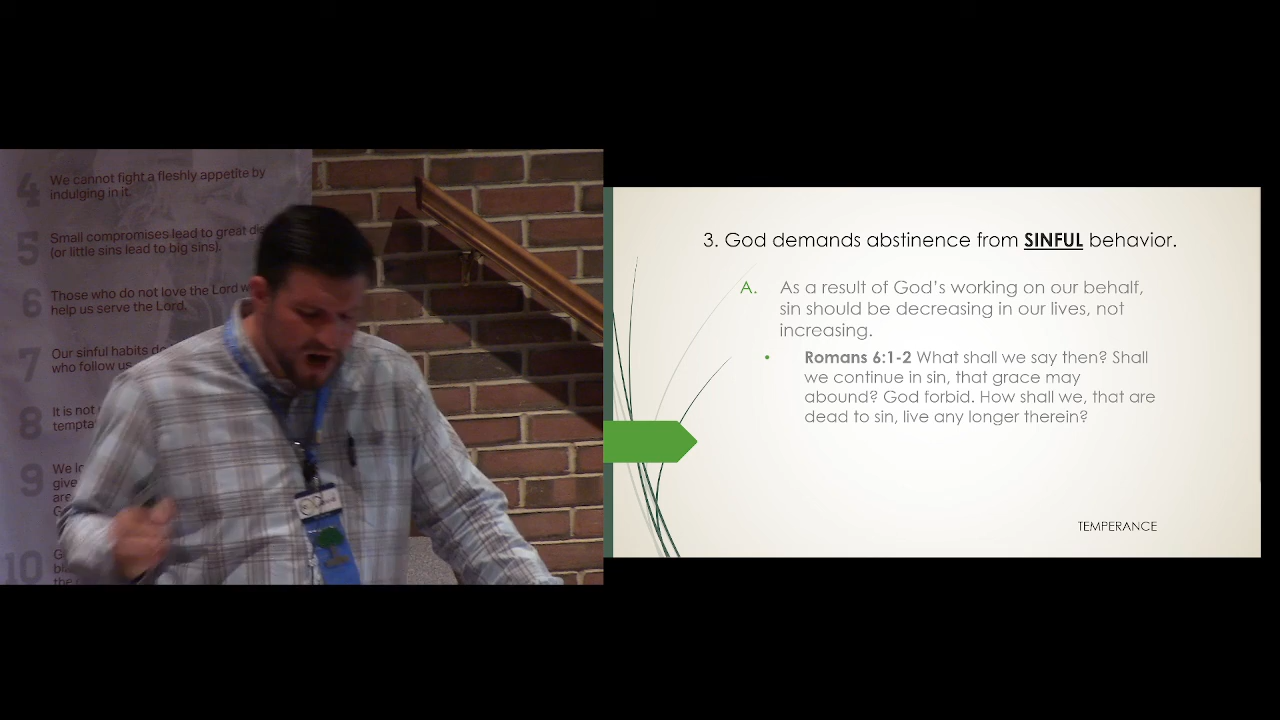 4 We cannot fight a fleshly appetite by
indulging in it.
5 Small compromises lead to great
(or little sins lead to big sins).
6 Those who do not love the Lord
help us serve the Lord.
7 Our sinful habits
who follow us
8 It is not
9 We
give
are
10
the
3. God demands abstinence from SINFUL behavior.
A. As a result of God’s working on our behalf,
sin should be decreasing in our lives, not
increasing.
• Romans 6:1-2 What shall we say then? Shall
we continue in sin, that grace may
abound? God forbid. How shall we, that are
dead to sin, live any longer therein?
TEMPERANCE